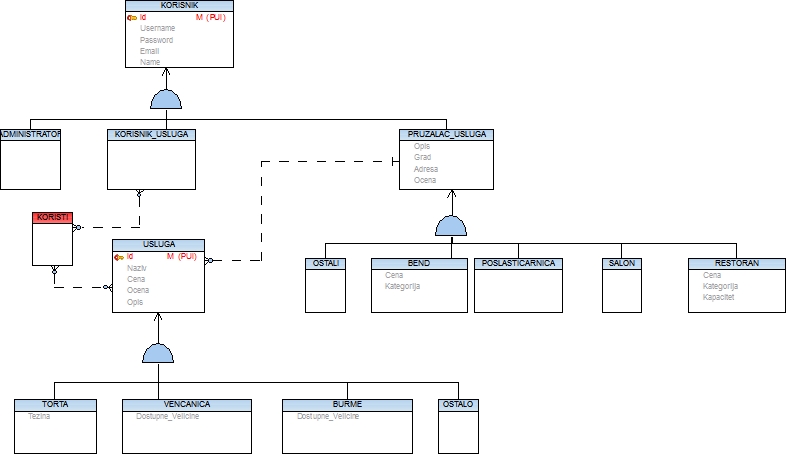 KORISNIK
Id M (PUI)
Username
Password
Email
Name
ADMINISTRATOR
KORISNIK_USLUGA
PRUZALAC_USLUGA
Opis
Grad
Adresa
Ocena
KORISTI
USLUGA
Id M (PUI)
Naziv
Cena
Ocena
Opis
OSTALI
BEND
Cena
Kategorija
POSLASTICARNICA
SALON
RESTORAN
Cena
Kategorija
Kapacitet
TORTA
Tezina
VENCANICA
Dostupne_Velicine
BURME
Dostupne_Velicine
OSTALO